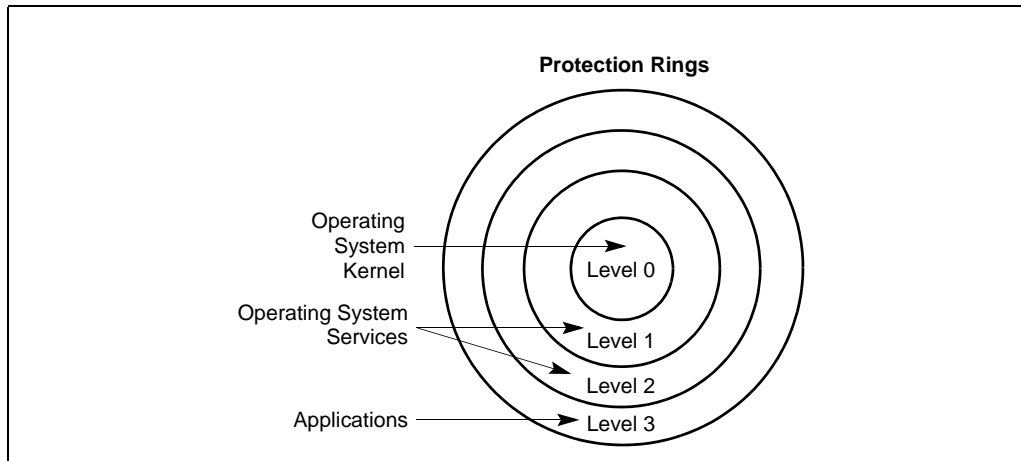 Protection Rings
Operating
System
Kernel
Level 0
Operating System
Services
Level 1
Level 2
Applications
Level 3